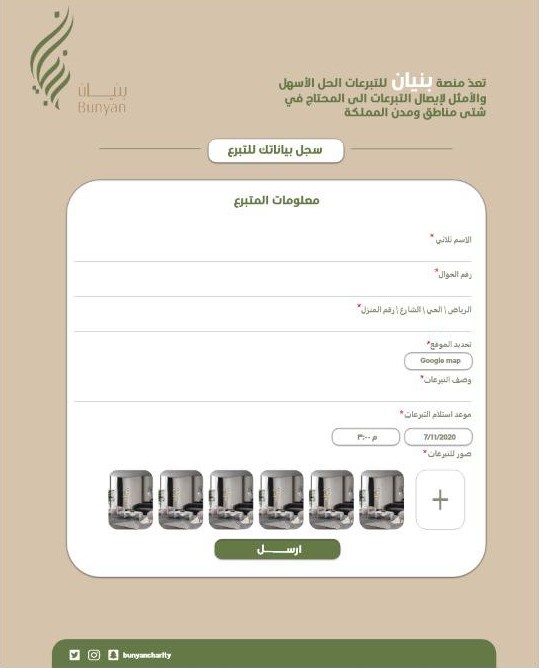 بنيــان
Bunyan
تعد منصة بنيان للتبرعات الحل الأسهل
والأمثل لإيصال التبرعات الى المحتاج في
شتى مناطق ومدن المملكة
سجل بياناتك للتبرع
معلومات المتبرع
الاسم ثلاثي *
رقم الجوال*
الرياض \ الحي \ الشارع \ رقم المنزل*
تحديد الموقع*
Google map
وصف التبرعات*
موعد استلام التبرعات*
7/11/2020
٣:٠٠ م
صور للتبرعات *
ارســـــل
bunyancharity